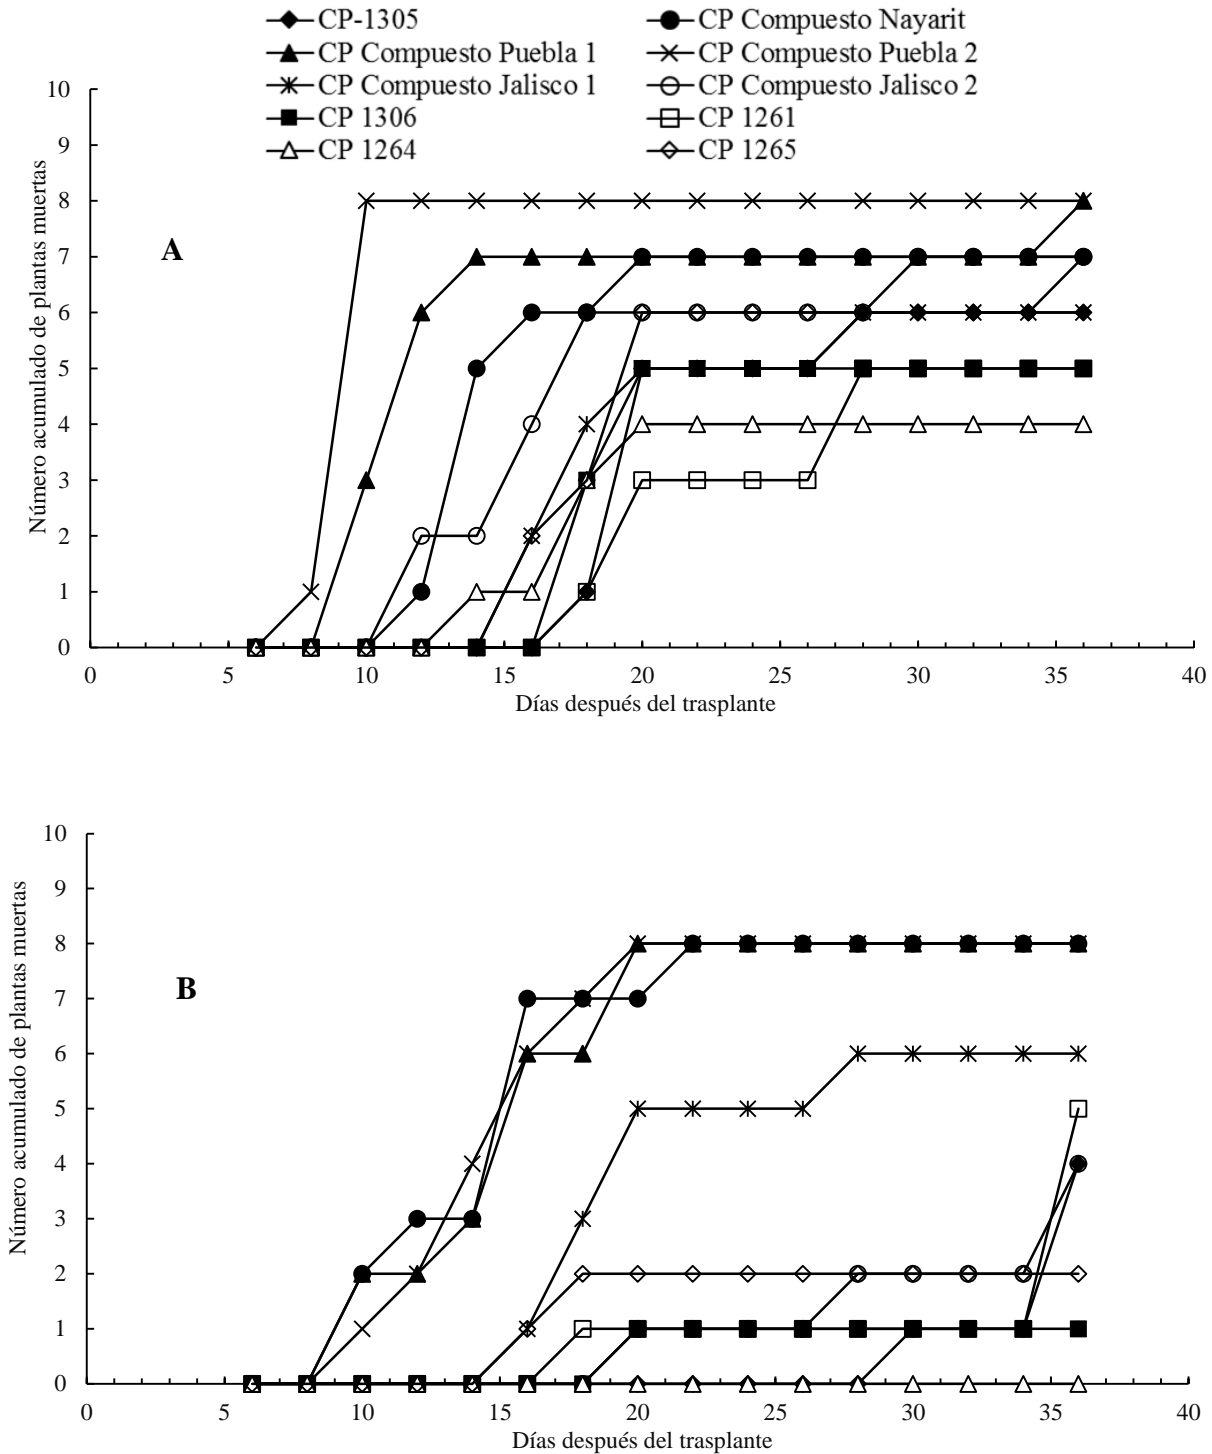 CP-1305 CP Compuesto Nayarit
CP Compuesto Puebla 1 CP Compuesto Puebla 2
CP Compuesto Jalisco 1 CP Compuesto Jalisco 2
CP 1306 CP 1261
CP 1264 CP 1265
A
Número acumulado de plantas muertas
10
9
8
7
6
5
4
3
2
1
0
0 5 10 15 20 25 30 35 40
Días después del trasplante
B
Número acumulado de plantas muertas
10
9
8
7
6
5
4
3
2
1
0
0 5 10 15 20 25 30 35 40
Días después del trasplante